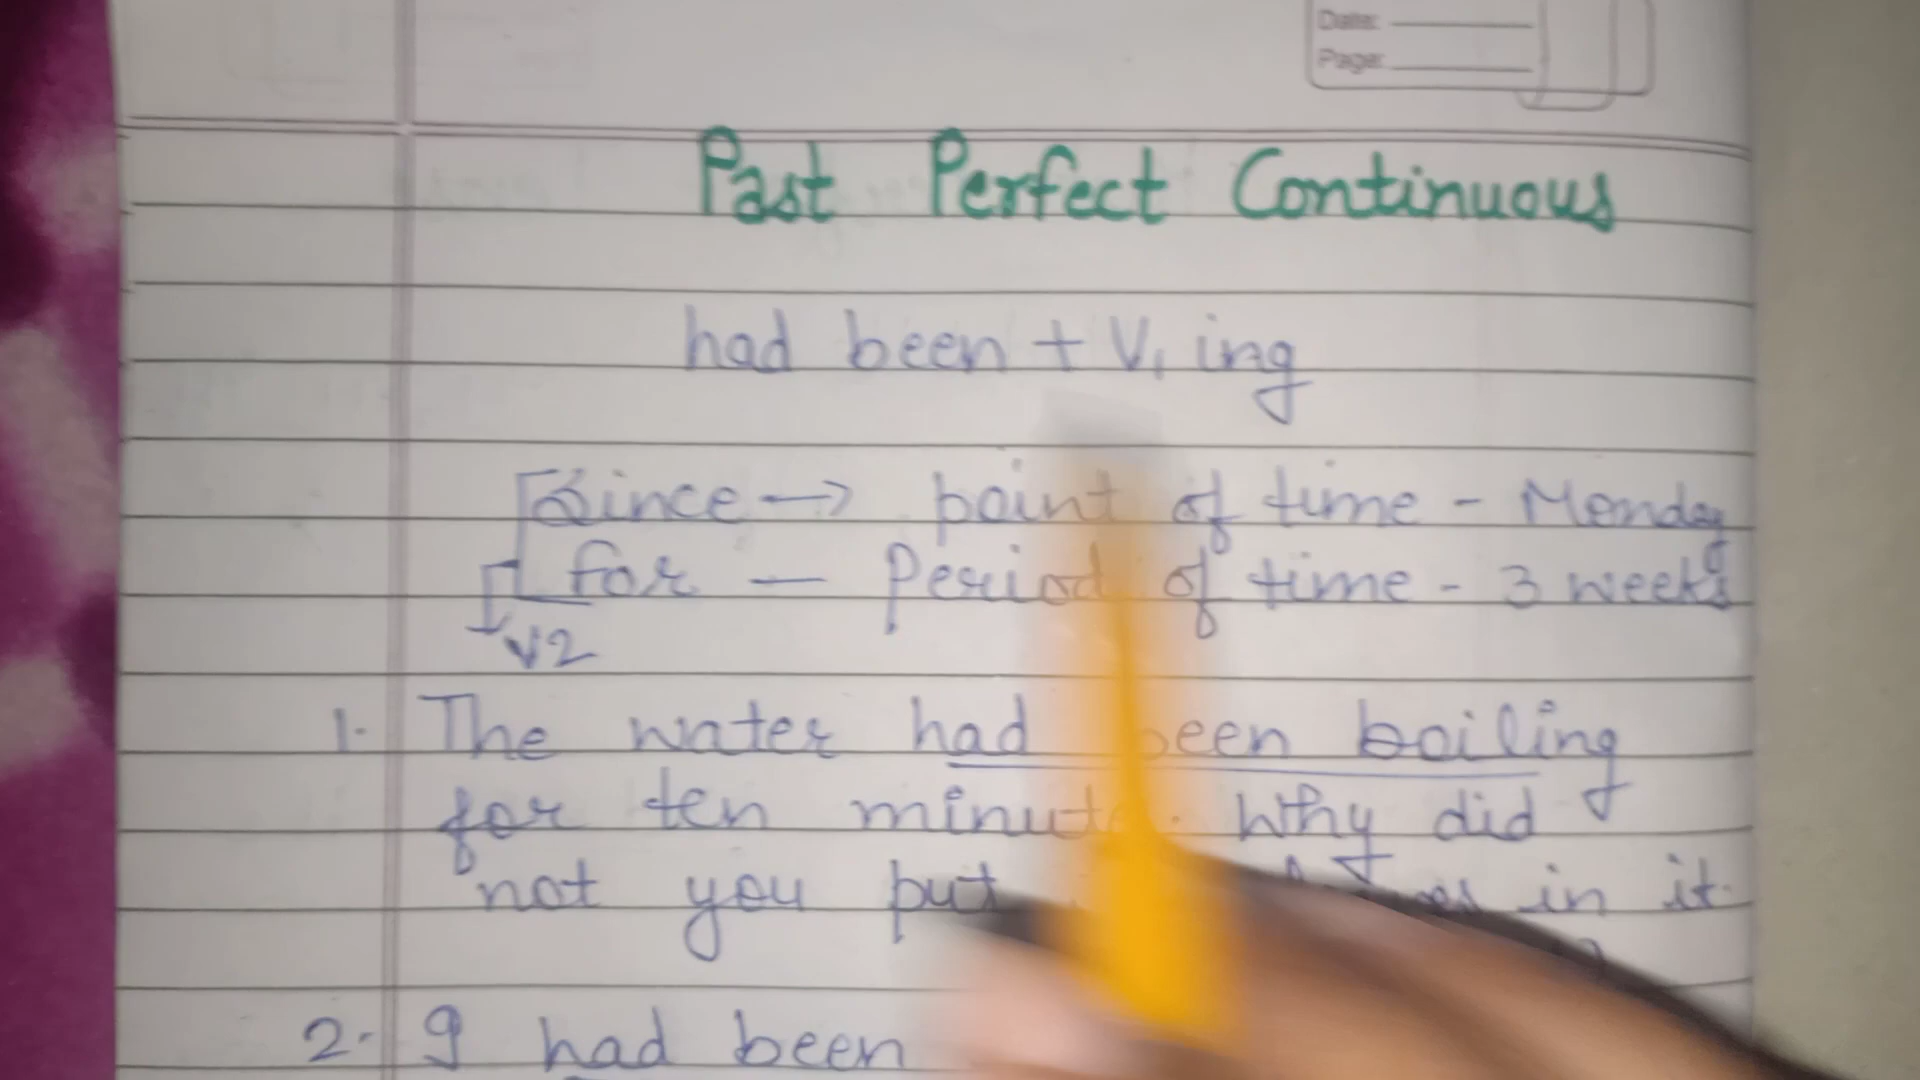 Date:
Page:
Past Perfect Continuous
had been + V1 ing
Since → point of time - Monday
for — Period of time - 3 weeks
V2
1. The water had been boiling
for ten Why did
not you put in it
2. I had been